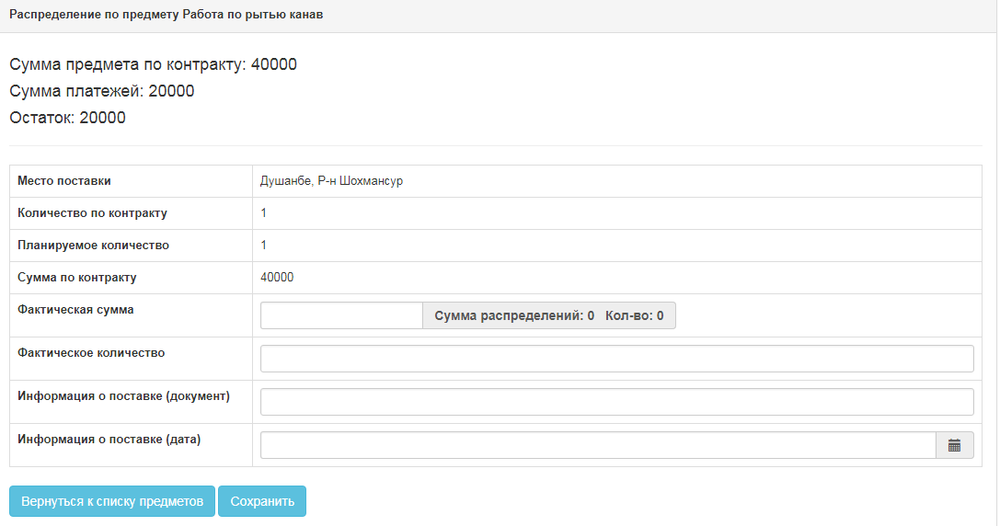 Распределение по предмету Работа по рытью канав
Сумма предмета по контракту: 40000
Сумма платежей: 20000
Остаток: 20000
Место поставки Душанбе, Р-н Шохмансур
Количество по контракту 1
Планируемое количество 1
Сумма по контракту 40000
Фактическая сумма Сумма распределений: 0 Кол-во: 0
Фактическое количество
Информация о поставке (документ)
Информация о поставке (дата)
Вернуться к списку предметов Сохранить